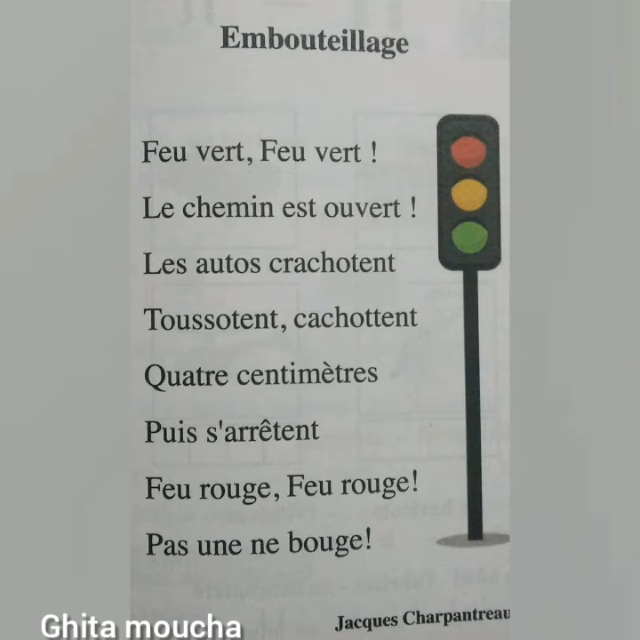 Embouteillage
Feu vert, Feu vert !
Le chemin est ouvert !
Les autos crachotent
Toussotent, cachottent
Quatre centimètres
Puis s'arrêtent
Feu rouge, Feu rouge!
Pas une ne bouge!
Jacques Charpantreau
Ghita moucha